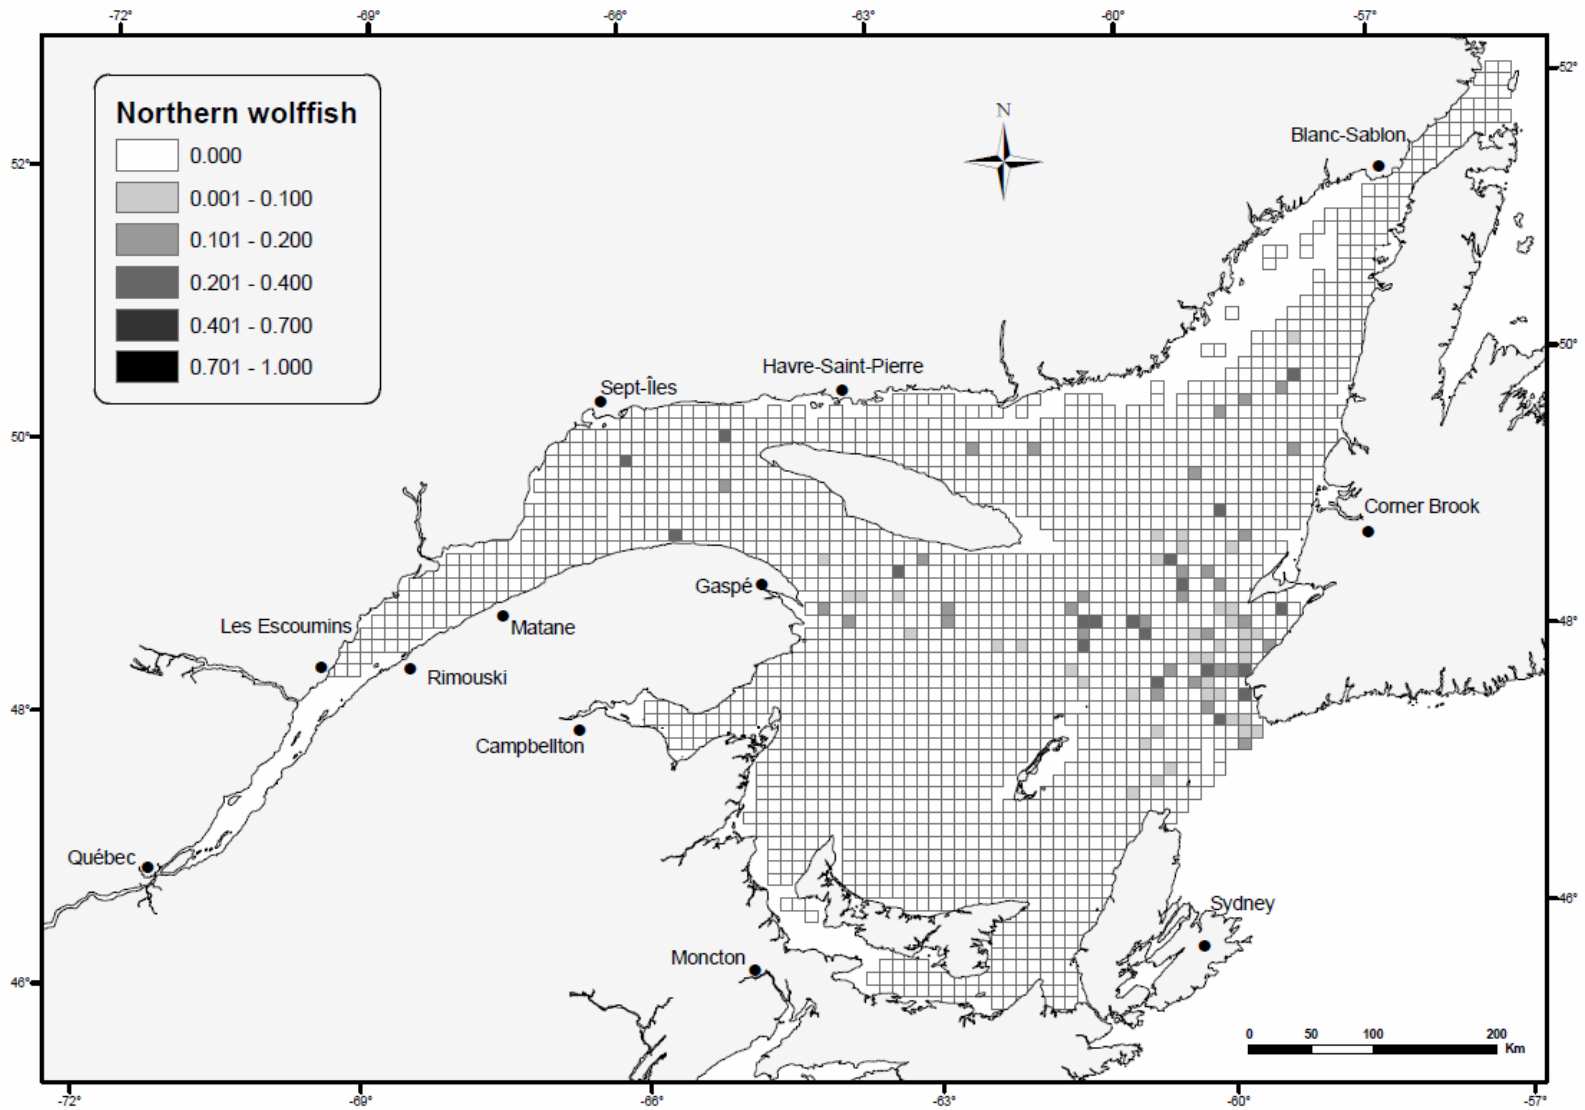 -72° -69° -66° -63° -60° -57°
Northern wolffish
0.000
0.001 - 0.100
0.101 - 0.200
0.201 - 0.400
0.401 - 0.700
0.701 - 1.000
N
52°
52°
Blanc-Sablon
50°
Havre-Saint-Pierre
Sept-Îles
50°
Corner Brook
Gaspé
48°
Les Escoumins
Matane
Rimouski
48°
Campbellton
Québec
46°
Sydney
Moncton
46°
0 50 100 200
Km
-72° -69° -66° -63° -60° -57°